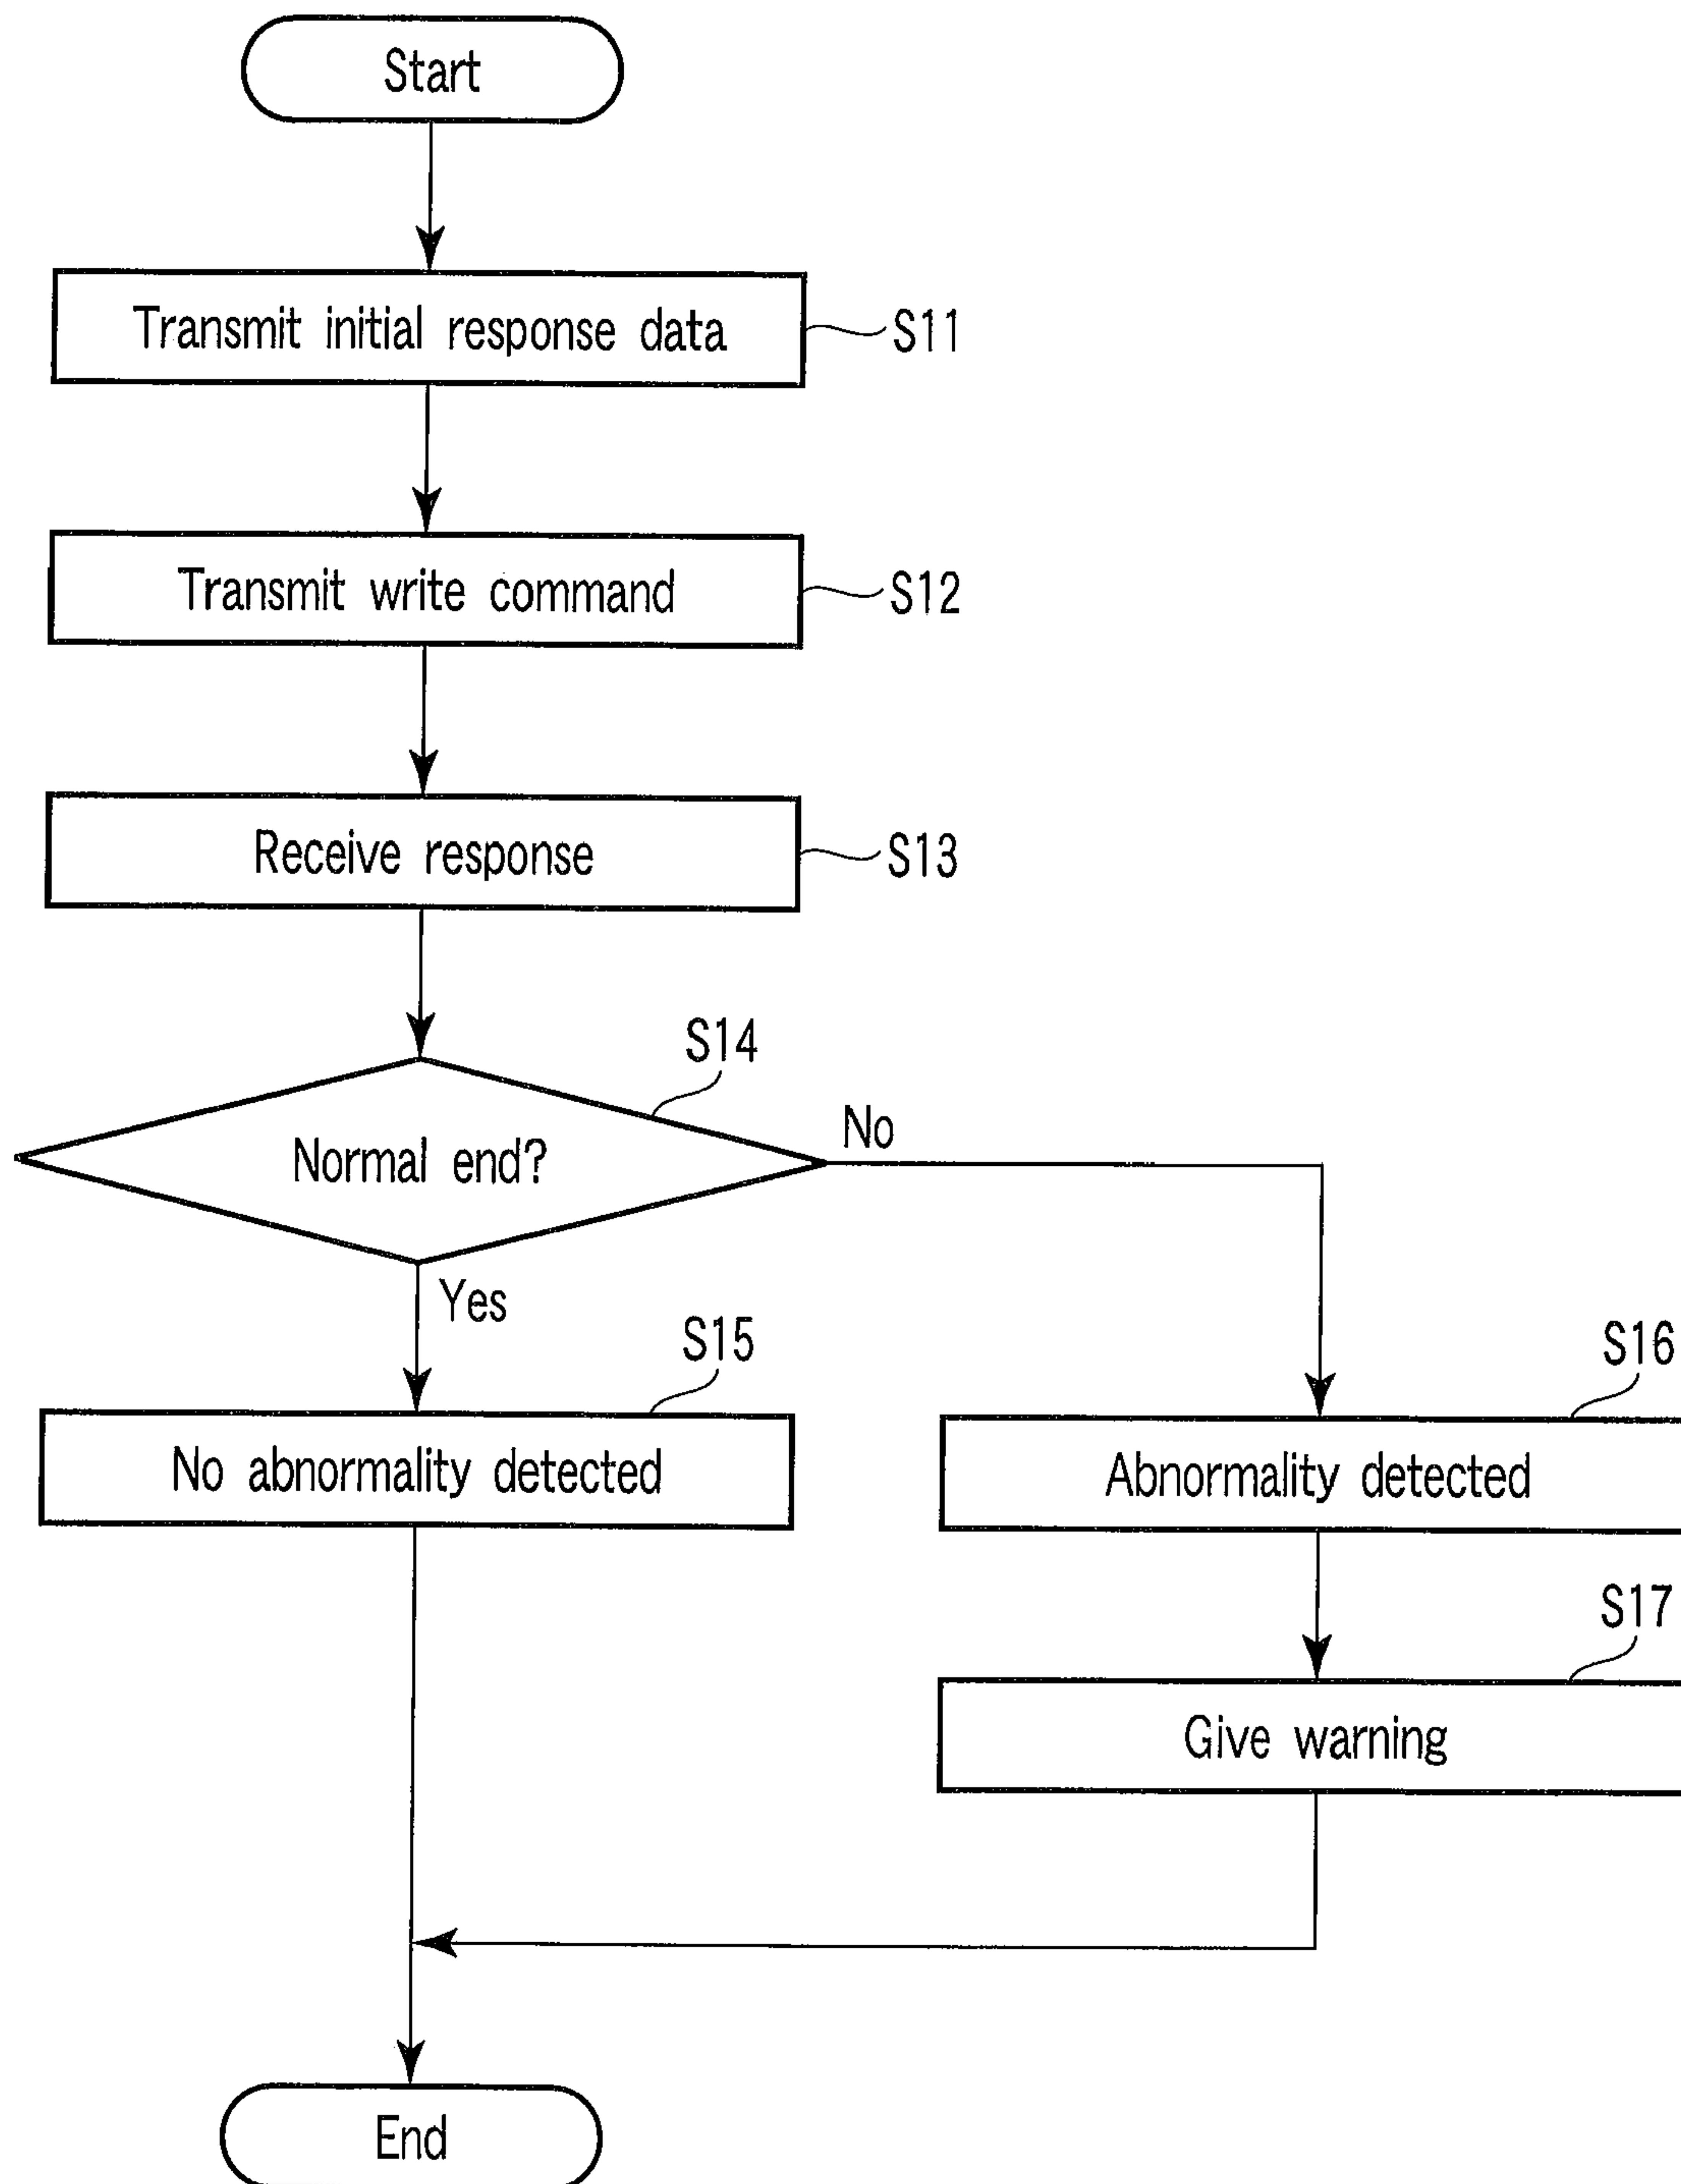 Start
Transmit initial response data
S11
Transmit write command
S12
Receive response
S13
S14
Normal end?
No
Yes
S15
No abnormality detected
S16
Abnormality detected
S17
Give warning
End